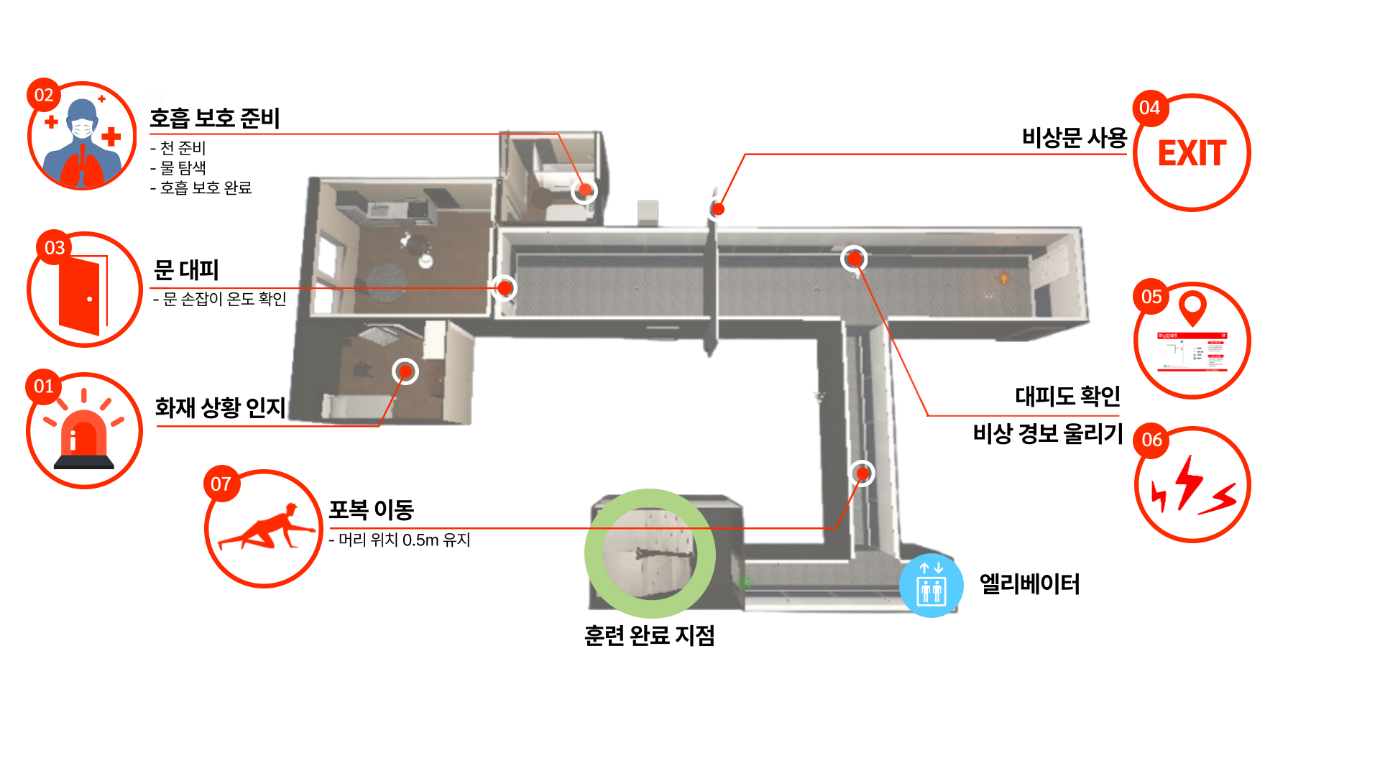 02
호흡 보호 준비
- 천 준비
- 물 탐색
- 호흡 보호 완료
03
문 대피
- 문 손잡이 온도 확인
01
화재 상황 인지
07
포복 이동
- 머리 위치 0.5m 유지
훈련 완료 지점
04
비상문 사용
EXIT
05
대피도 확인
비상 경보 울리기
06
엘리베이터